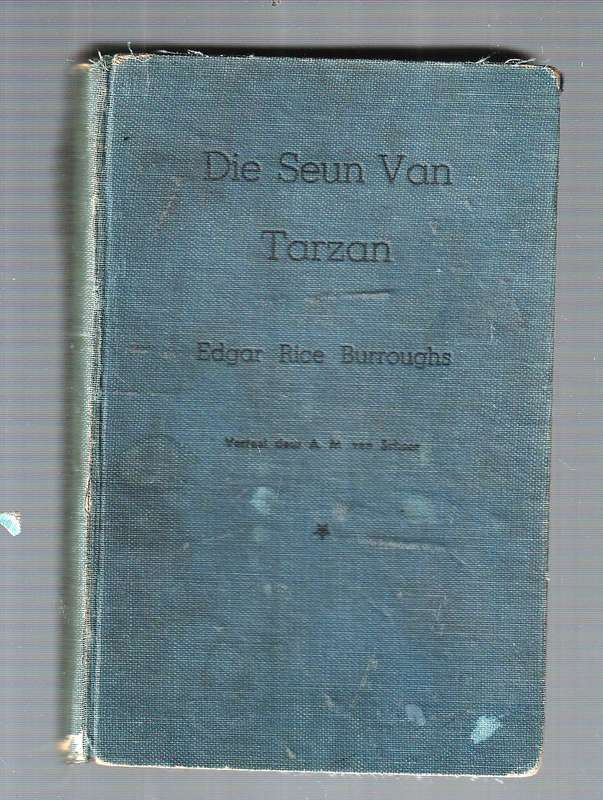 Die Seun Van
Tarzan
Edgar Rice Burroughs
Vertaal deur A. M. van Schoor